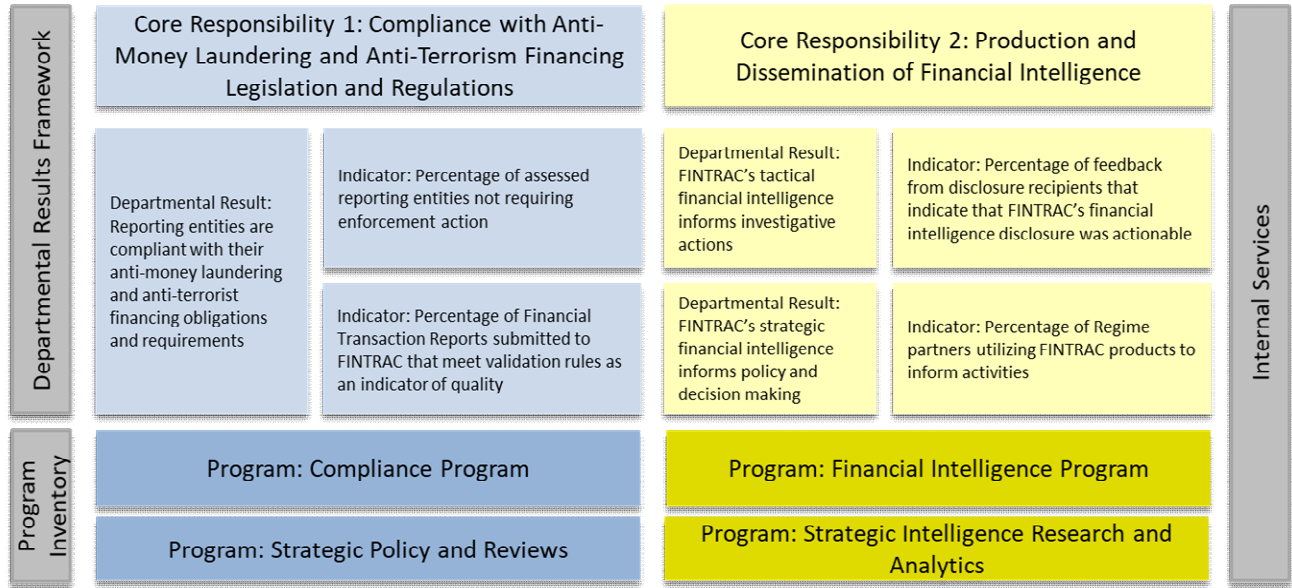 Departmental Results Framework
Core Responsibility 1: Compliance with Anti-
Money Laundering and Anti-Terrorism Financing
Legislation and Regulations
Core Responsibility 2: Production and
Dissemination of Financial Intelligence
Departmental Result:
Reporting entities are
compliant with their
anti-money laundering
and anti-terrorist
financing obligations
and requirements
Indicator: Percentage of assessed
reporting entities not requiring
enforcement action
Indicator: Percentage of Financial
Transaction Reports submitted to
FINTRAC that meet validation rules as
an indicator of quality
Departmental Result:
FINTRAC’s tactical
financial intelligence
informs investigative
actions
Indicator: Percentage of feedback
from disclosure recipients that
indicate that FINTRAC’s financial
intelligence disclosure was actionable
Departmental Result:
FINTRAC’s strategic
financial intelligence
informs policy and
decision making
Indicator: Percentage of Regime
partners utilizing FINTRAC products to
inform activities
Internal Services
Program
Inventory
Program: Compliance Program
Program: Financial Intelligence Program
Program: Strategic Policy and Reviews
Program: Strategic Intelligence Research and
Analytics